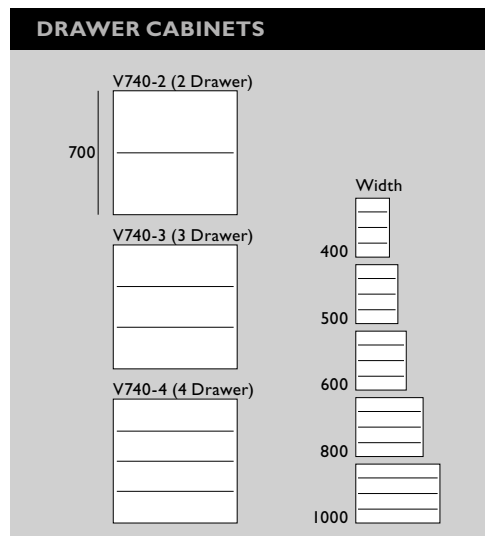 DRAWER CABINETS
V740-2 (2 Drawer)
700
V740-3 (3 Drawer)
V740-4 (4 Drawer)
Width
400
500
600
800
1000